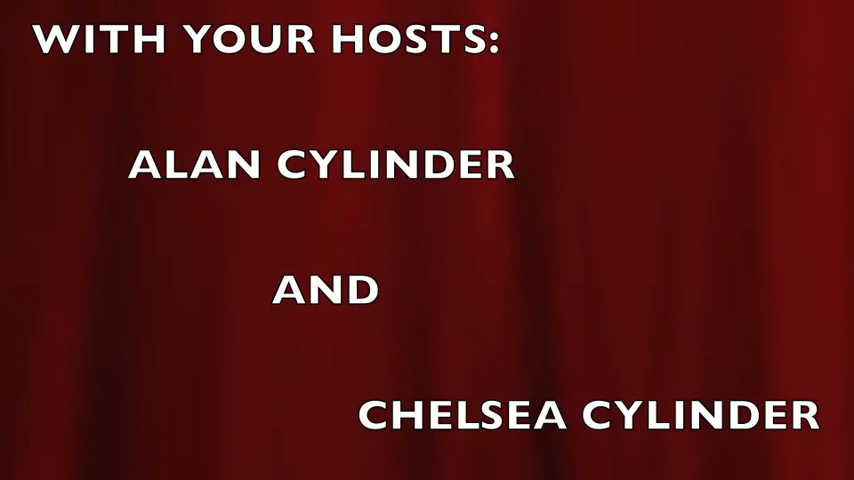 WITH YOUR HOSTS:
ALAN CYLINDER
AND
CHELSEA CYLINDER